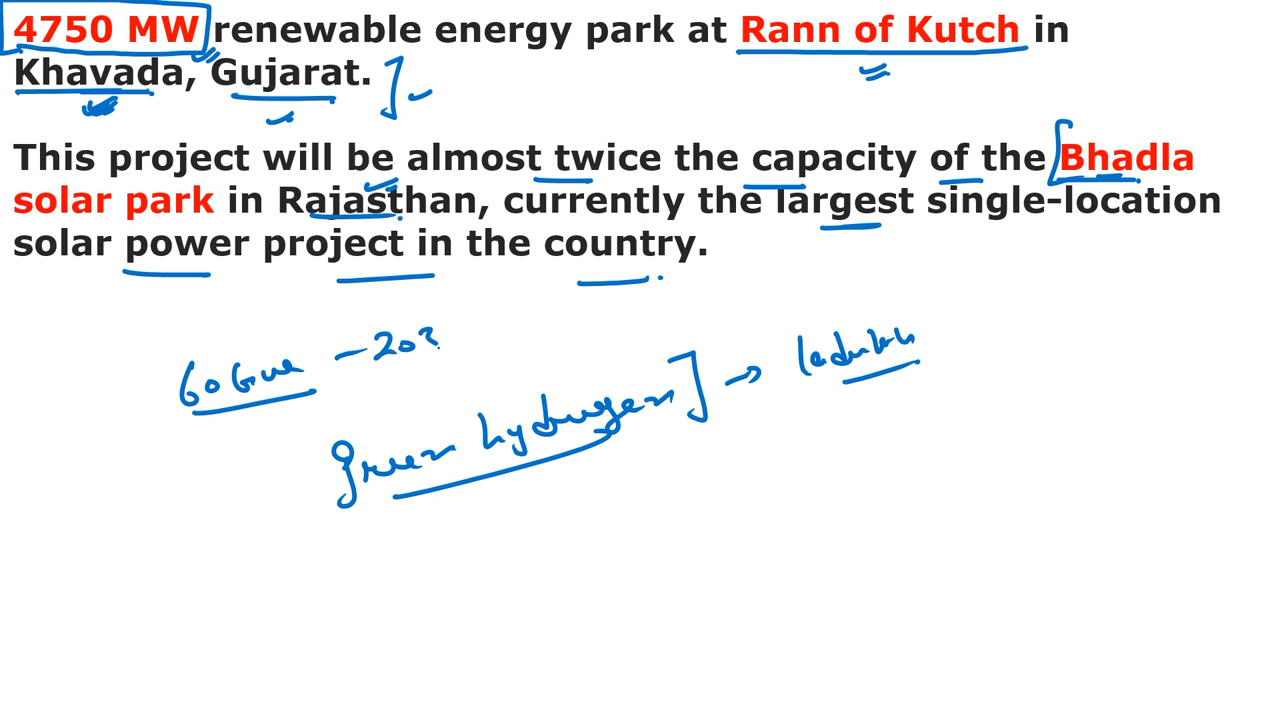 4750 MW renewable energy park at Rann of Kutch in
Khavada, Gujarat.
This project will be almost twice the capacity of the Bhadla
solar park in Rajasthan, currently the largest single-location
solar power project in the country.
60 GW
green hydrogen] → ladakh